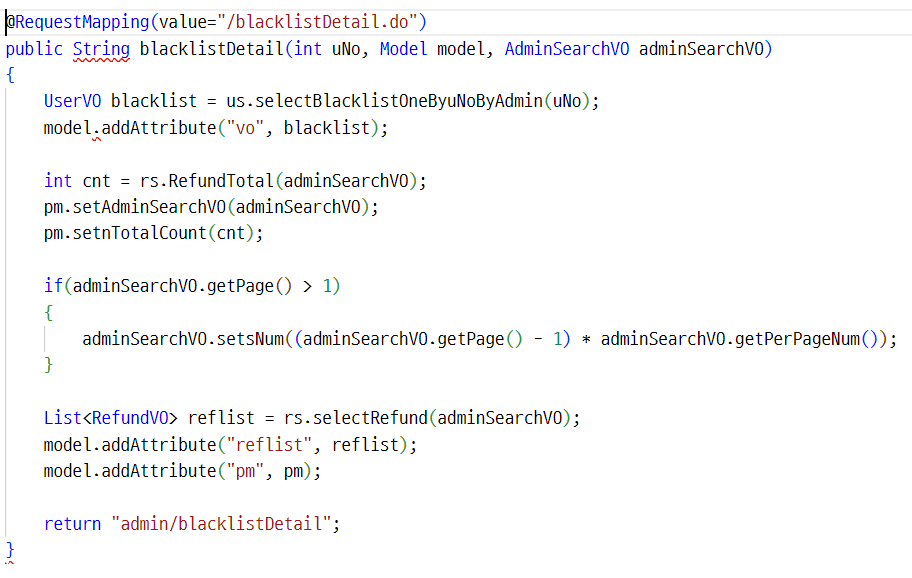 @RequestMapping(value="/blacklistDetail.do")
public String blacklistDetail(int uNo, Model model, AdminSearchVO adminSearchVO)
{
    UserVO blacklist = us.selectBlacklistOneByuNoByAdmin(uNo);
    model.addAttribute("vo", blacklist);

    int cnt = rs.RefundTotal(adminSearchVO);
    pm.setAdminSearchVO(adminSearchVO);
    pm.setnTotalCount(cnt);

    if(adminSearchVO.getPage() > 1)
    {
        adminSearchVO.setsNum((adminSearchVO.getPage() - 1) * adminSearchVO.getPerPageNum());
    }

    List<RefundVO> reflist = rs.selectRefund(adminSearchVO);
    model.addAttribute("reflist", reflist);
    model.addAttribute("pm", pm);

    return "admin/blacklistDetail";
}